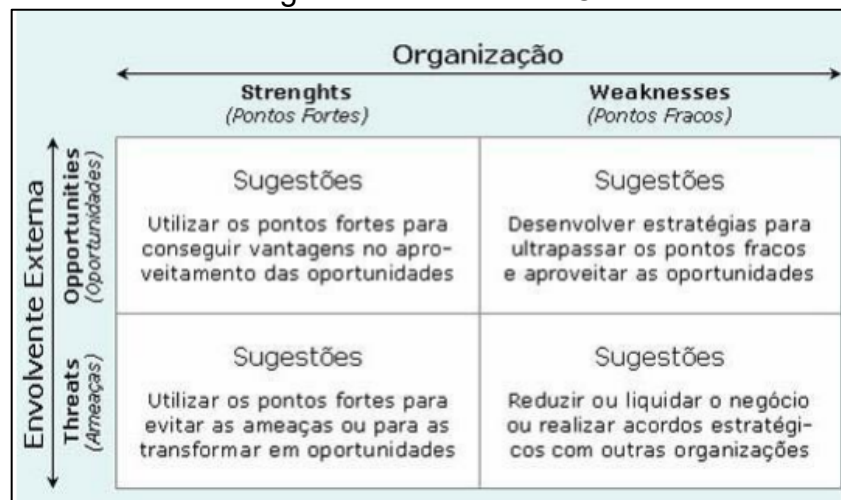 Organização
Strenghts
(Pontos Fortes)
Weaknesses
(Pontos Fracos)
Envolvente Externa
Opportunities
(Oportunidades)
Sugestões
Utilizar os pontos fortes para
conseguir vantagens no apro-
veitamento das oportunidades
Sugestões
Desenvolver estratégias para
ultrapassar os pontos fracos
e aproveitar as oportunidades
Threats
(Ameaças)
Sugestões
Utilizar os pontos fortes para
evitar as ameaças ou para as
transformar em oportunidades
Sugestões
Reduzir ou liquidar o negócio
ou realizar acordos estratégi-
cos com outras organizações